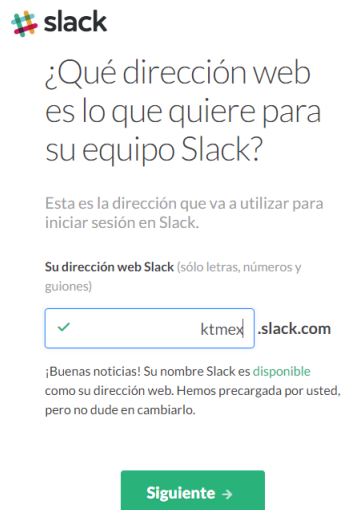 slack
¿Qué dirección web
es lo que quiere para
su equipo Slack?
Esta es la dirección que va a utilizar para
iniciar sesión en Slack.
Su dirección web Slack (sólo letras, números y
guiones)
ktmex .slack.com
¡Buenas noticias! Su nombre Slack es disponible
como su dirección web. Hemos precargada por usted,
pero no dude en cambiarlo.
Siguiente →